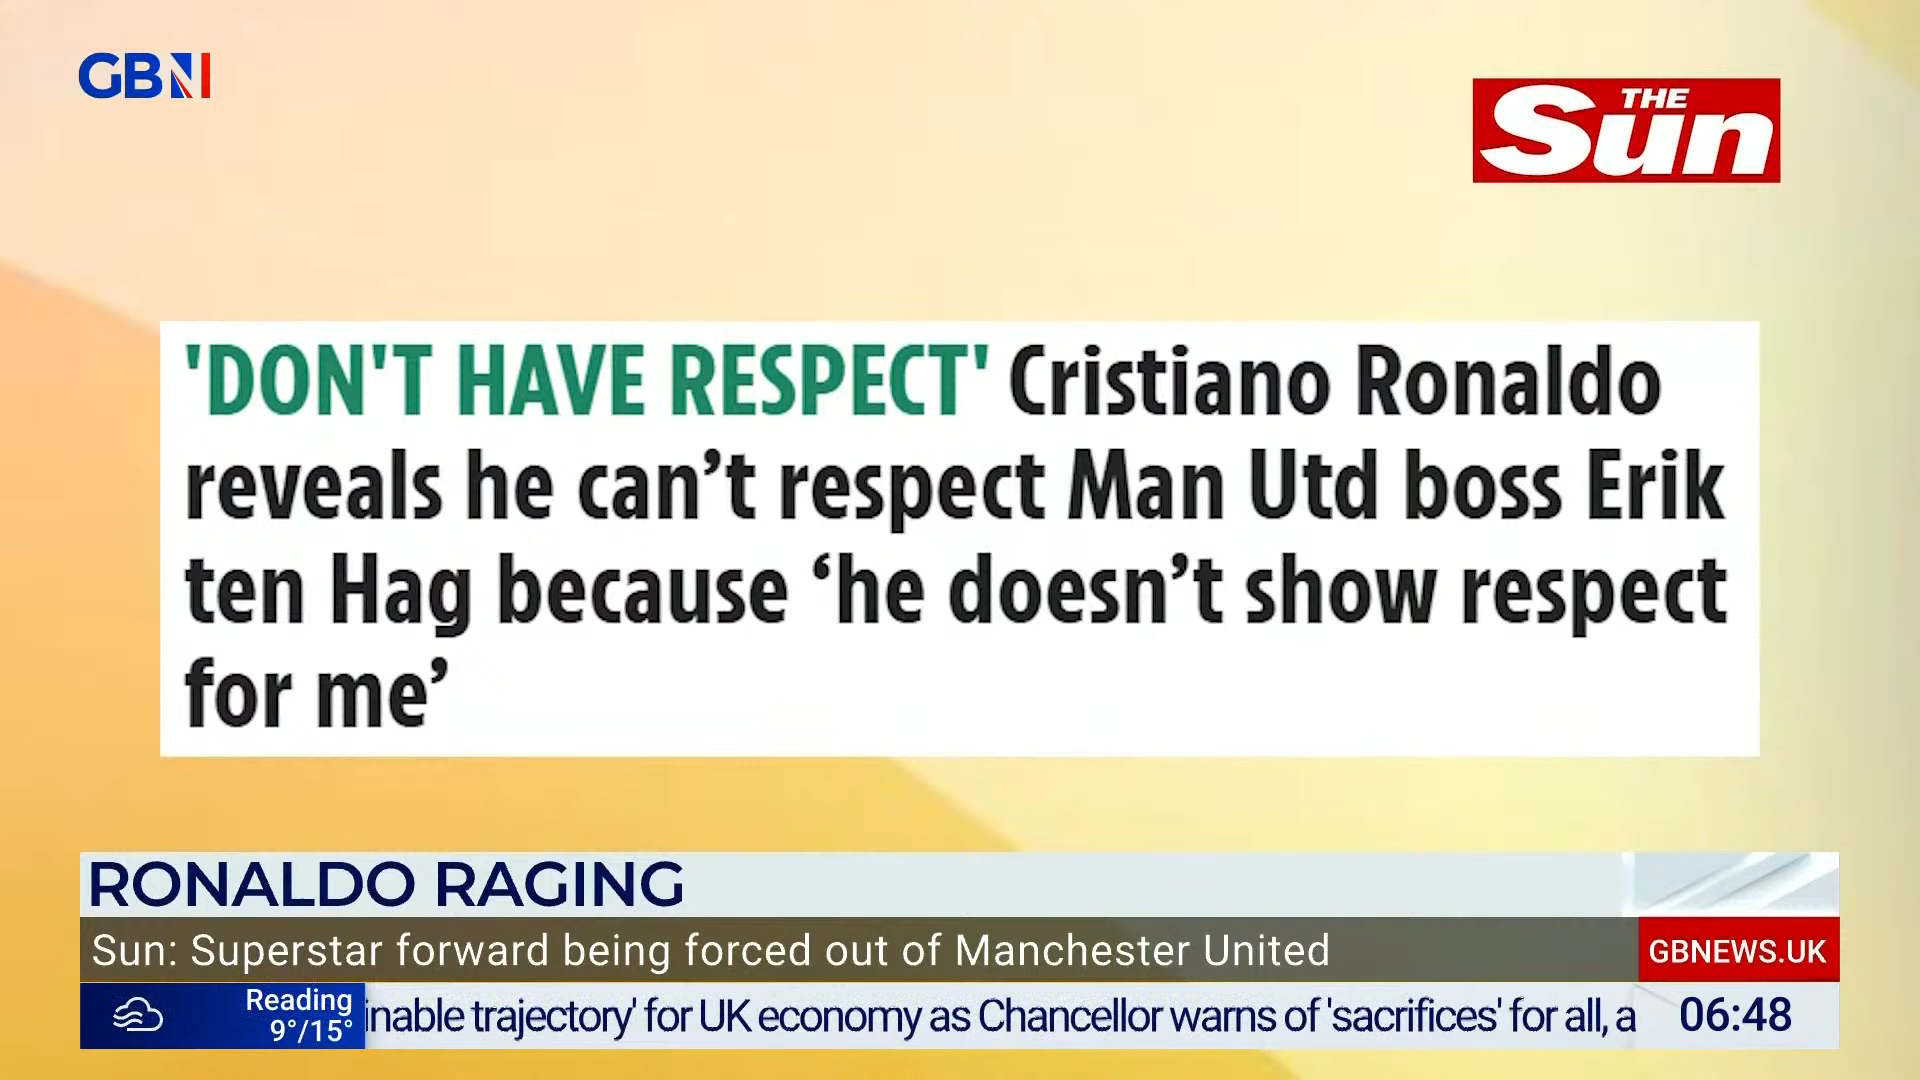 GBN
THE
Sun
'DON'T HAVE RESPECT' Cristiano Ronaldo
reveals he can’t respect Man Utd boss Erik
ten Hag because ‘he doesn’t show respect
for me’
RONALDO RAGING
Sun: Superstar forward being forced out of Manchester United
GBNEWS.UK
Reading
9°/15°
inable trajectory' for UK economy as Chancellor warns of 'sacrifices' for all, a
06:48